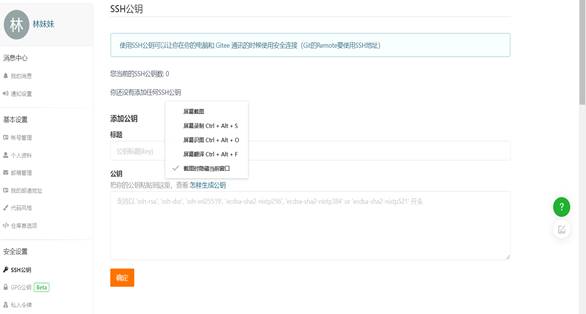 林
林妹妹
消息中心
我的消息
通知设置
基本设置
帐号管理
个人资料
邮箱管理
我的邮递地址
代码风格
仓库首选项
安全设置
SSH公钥
GPG公钥 Beta
私人令牌
SSH公钥
使用SSH公钥可以让你在你的电脑和 Gitee 通讯的时候使用安全连接（Git的Remote要使用SSH地址）
您当前的SSH公钥数: 0
你还没有添加任何SSH公钥
屏幕截图
屏幕录制 Ctrl + Alt + S
屏幕识图 Ctrl + Alt + O
屏幕翻译 Ctrl + Alt + F
截图时隐藏当前窗口
添加公钥
标题
公钥标题(key)
公钥
把你的公钥粘贴到这里，查看 怎样生成公钥
支持以 'ssh-rsa', 'ssh-dss', 'ssh-ed25519', 'ecdsa-sha2-nistp256', 'ecdsa-sha2-nistp384' or 'ecdsa-sha2-nistp521' 开头
确定
?